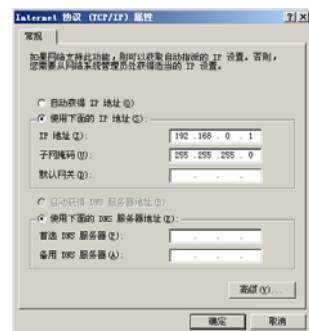 Internet 协议 (TCP/IP) 属性
常规
如果网络支持此功能，则可以获取自动指派的 IP 设置。否则，
您需要从网络系统管理员处获得适当的 IP 设置。
自动获得 IP 地址(O)
使用下面的 IP 地址(S):
IP 地址(I): 192 .168 . 0 . 1
子网掩码(U): 255 .255 .255 . 0
默认网关(D): . . .
自动获得 DNS 服务器地址(B)
使用下面的 DNS 服务器地址(E):
首选 DNS 服务器(P): . . .
备用 DNS 服务器(A): . . .
高级(V)...
确定 取消